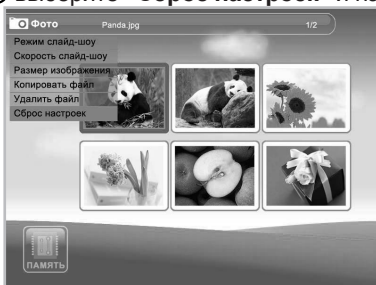 выберите "Сброс настроек" и
Фото Panda.jpg 1/2
Режим слайд-шоу
Скорость слайд-шоу
Размер изображения
Копировать файл
Удалить файл
Сброс настроек
ПАМЯТЬ